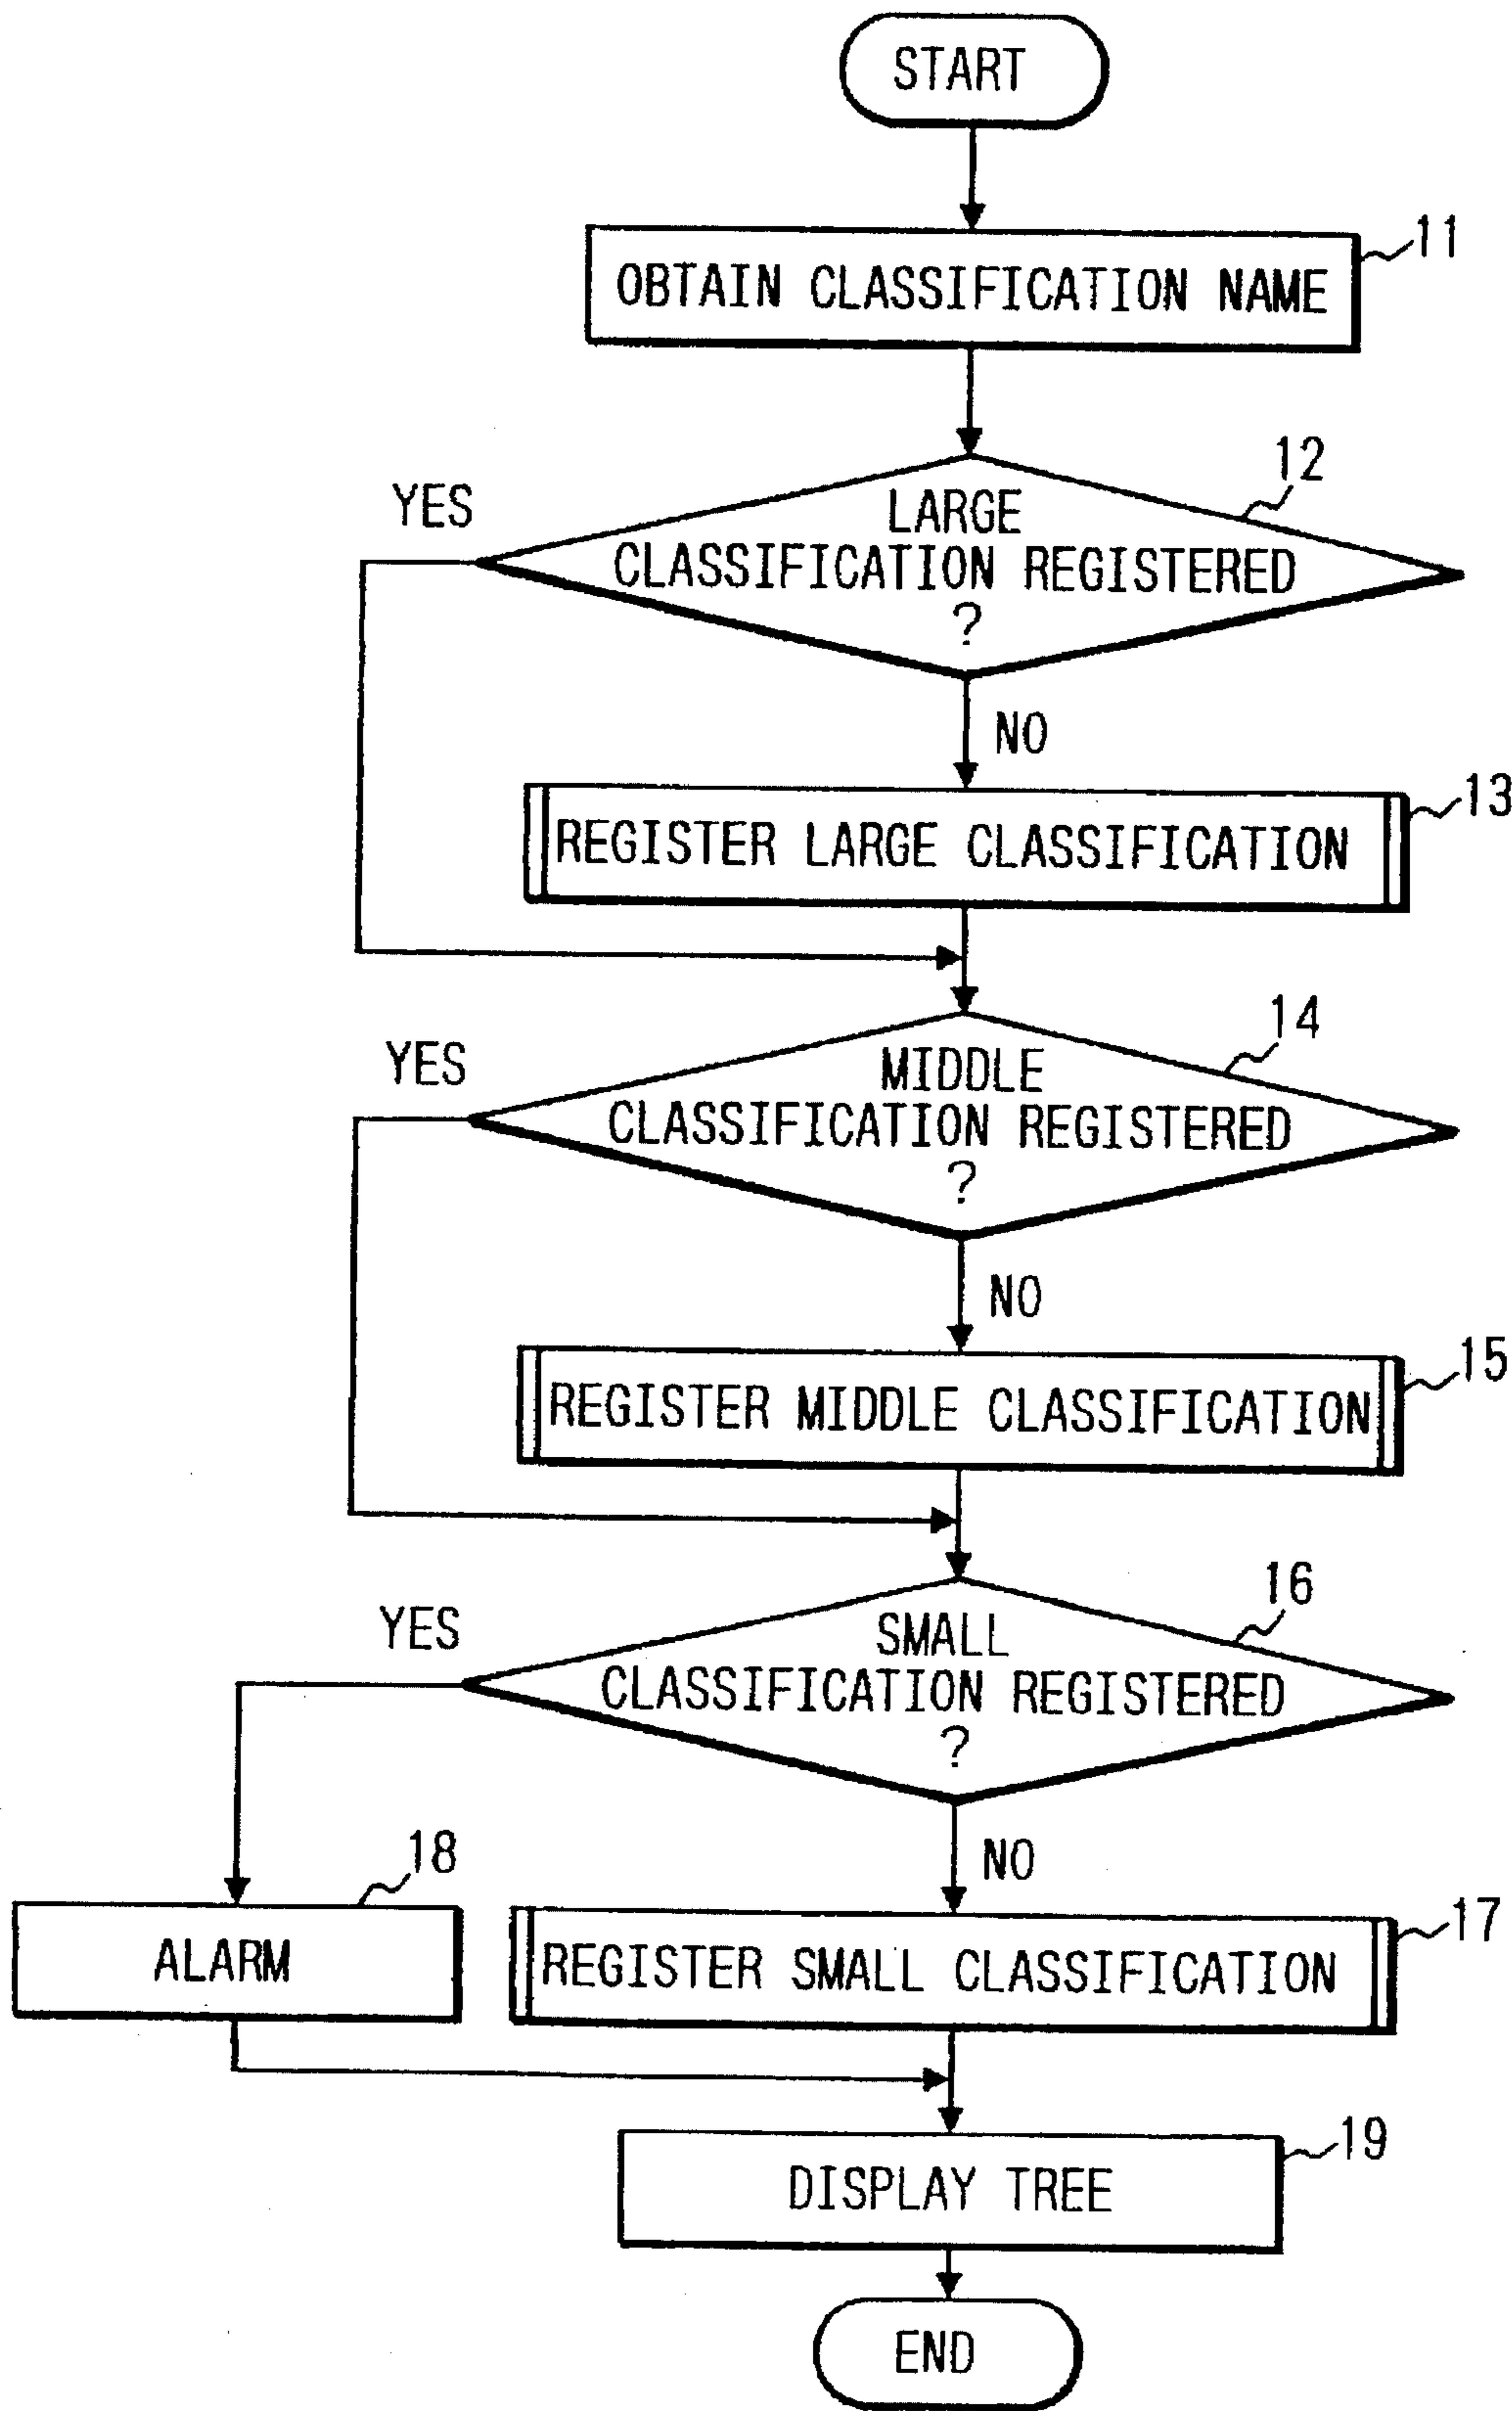 START
11
OBTAIN CLASSIFICATION NAME
12
YES
LARGE
CLASSIFICATION REGISTERED
?
NO
13
REGISTER LARGE CLASSIFICATION
14
YES
MIDDLE
CLASSIFICATION REGISTERED
?
NO
15
REGISTER MIDDLE CLASSIFICATION
16
YES
SMALL
CLASSIFICATION REGISTERED
?
NO
18
17
ALARM
REGISTER SMALL CLASSIFICATION
19
DISPLAY TREE
END